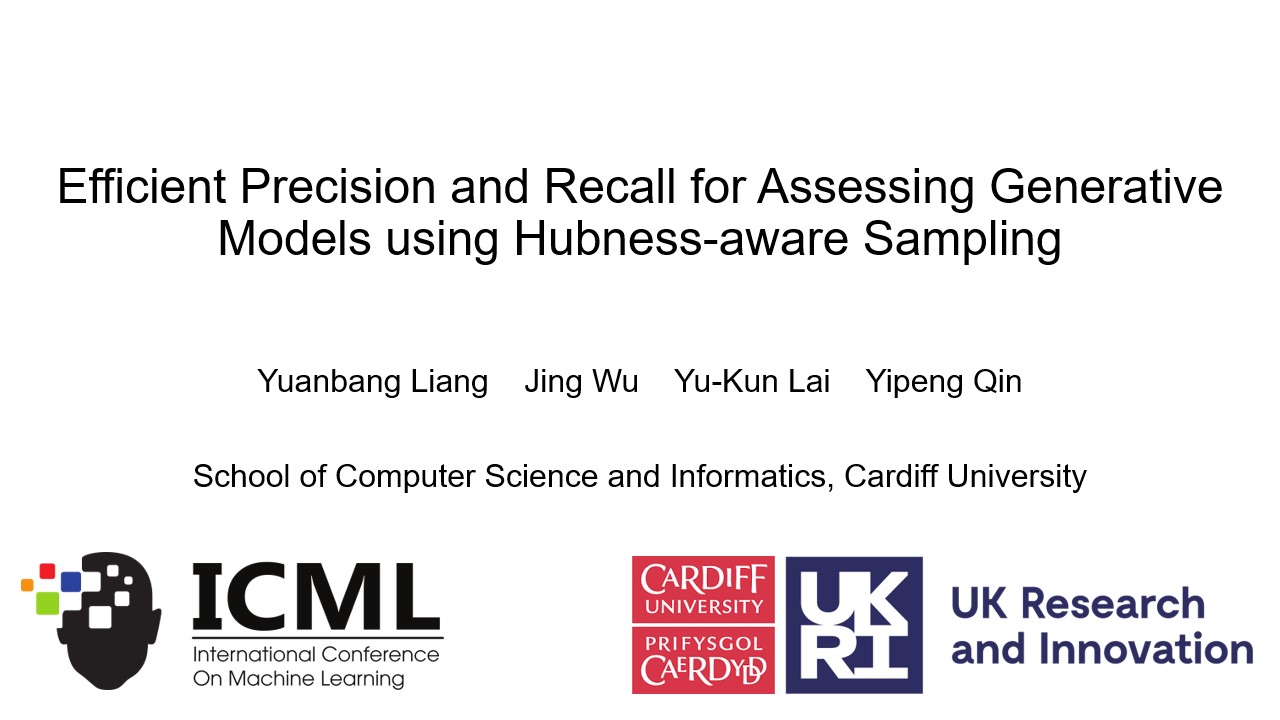 Efficient Precision and Recall for Assessing Generative
Models using Hubness-aware Sampling
Yuanbang Liang Jing Wu Yu-Kun Lai Yipeng Qin
School of Computer Science and Informatics, Cardiff University
ICML
International Conference
On Machine Learning
CARDIFF
UNIVERSITY
PRIFYSGOL
CAERDYDD
UK
RI
UK Research
and Innovation